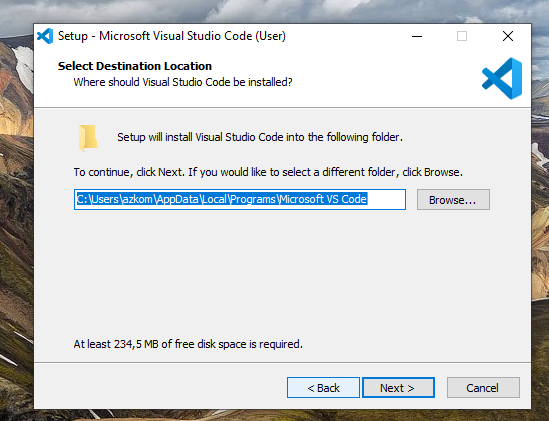 Setup - Microsoft Visual Studio Code (User)
Select Destination Location
Where should Visual Studio Code be installed?
Setup will install Visual Studio Code into the following folder.
To continue, click Next. If you would like to select a different folder, click Browse.
C:\Users\azkom\AppData\Local\Programs\Microsoft VS Code
Browse...
At least 234,5 MB of free disk space is required.
< Back
Next >
Cancel